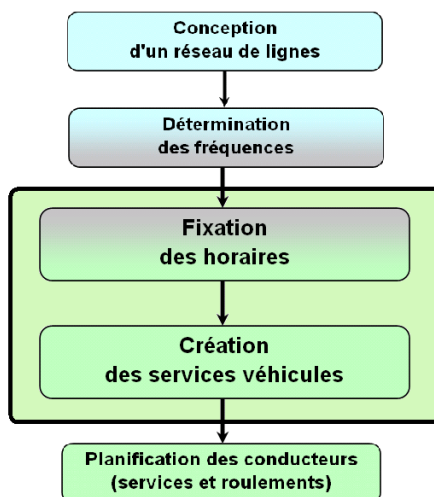 Conception
d'un réseau de lignes
Détermination
des fréquences
Fixation
des horaires
Création
des services véhicules
Planification des conducteurs
(services et roulements)